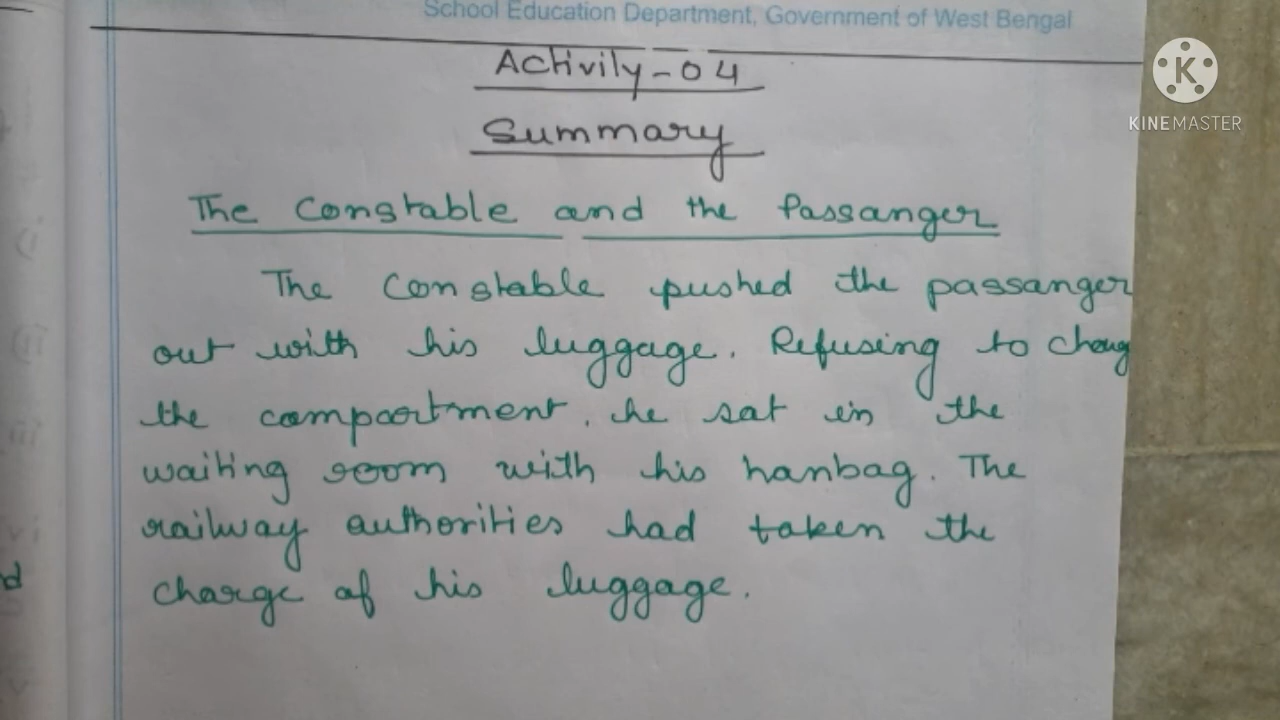 School Education Department, Government of West Bengal
Activity-04
Summary
The Constable and the Passanger
The Constable pushed the passanger
out with his luggage. Refusing to chang
the compartment, he sat in the
waiting room with his hanbag. The
railway authorities had taken the
charge of his luggage.
K
KINEMASTER